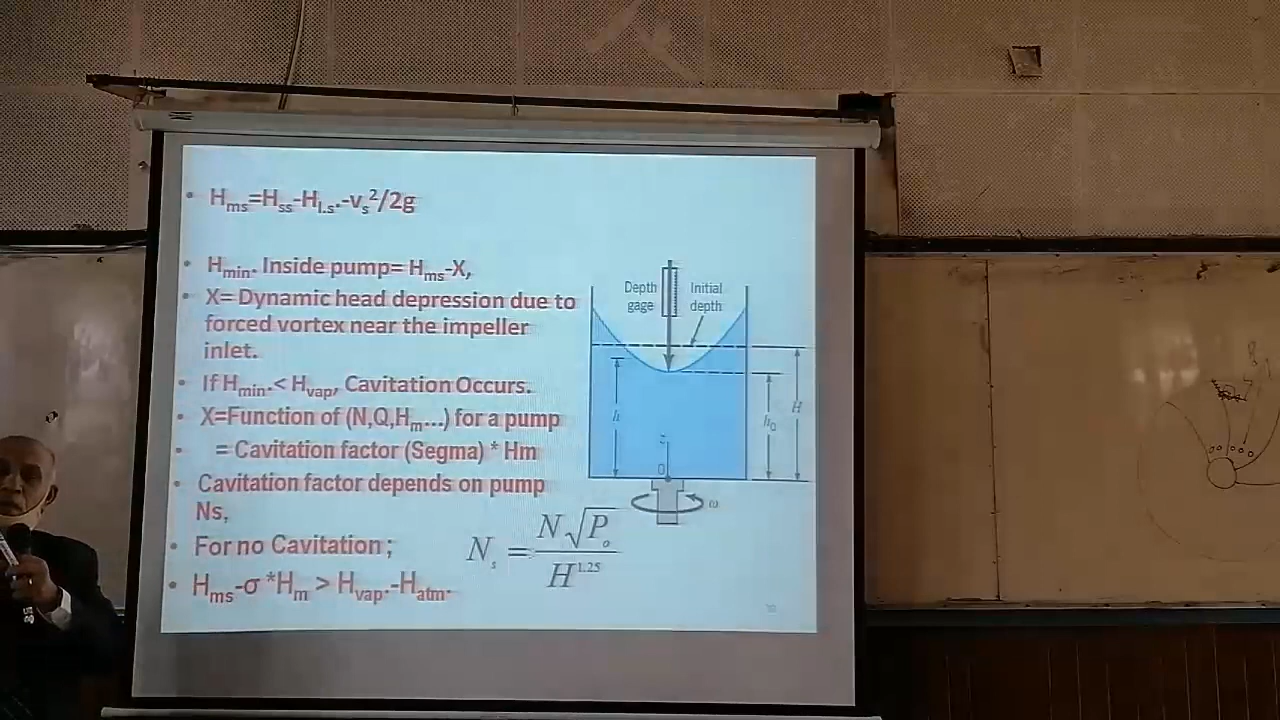 • Hms=Hss-Hl.s.-vs²/2g
• Hmin. Inside pump= Hms-X,
• X= Dynamic head depression due to
forced vortex near the impeller
inlet.
• If Hmin.< Hvap, Cavitation Occurs.
• X=Function of (N,Q,Hm...) for a pump
• = Cavitation factor (Segma) * Hm
• Cavitation factor depends on pump
Ns,
• For no Cavitation ;
• Hms-σ *Hm > Hvap.-Hatm.
Ns = N√Po / H^1.25
Depth
gage
Initial
depth
h
z
0
h0
H
ω